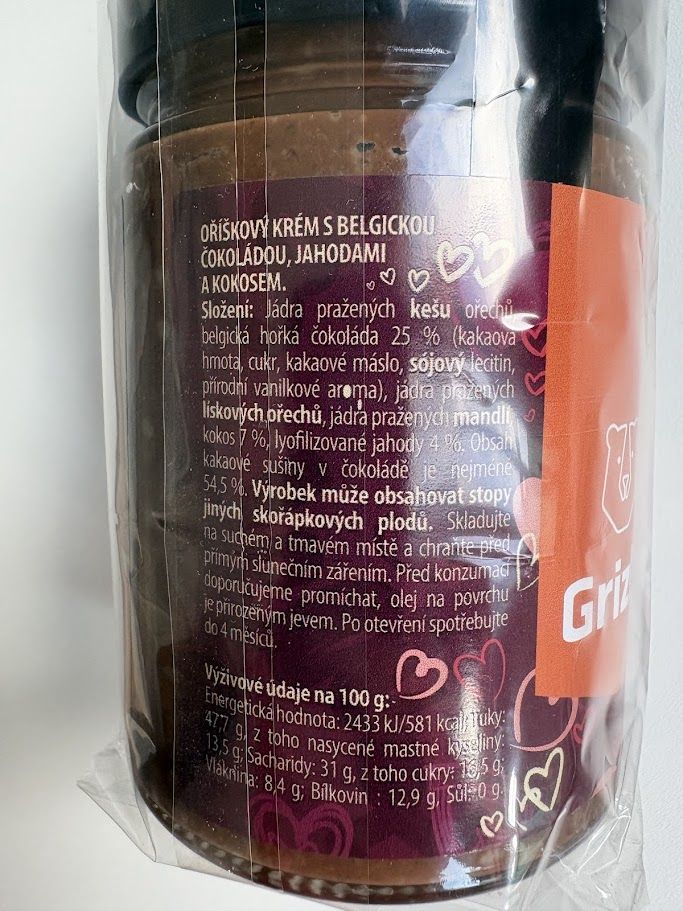 OŘÍŠKOVÝ KRÉM S BELGICKOU
ČOKOLÁDOU, JAHODAMI
A KOKOSEM.
Složení: Jádra pražených kešu ořechů,
belgická hořká čokoláda 25 % (kakaová
hmota, cukr, kakaové máslo, sójový lecitin,
přírodní vanilkové aroma), jádra pražených
lískových ořechů, jádra pražených mandlí,
kokos 7 %, lyofilizované jahody 4 %. Obsah
kakaové sušiny v čokoládě je nejméně
54,5 %. Výrobek může obsahovat stopy
jiných skořápkových plodů. Skladujte
na suchém a tmavém místě a chraňte před
přímým slunečním zářením. Před konzumací
doporučujeme promíchat, olej na povrchu
je přirozeným jevem. Po otevření spotřebujte
do 4 měsíců.
Výživové údaje na 100 g:
Energetická hodnota: 2433 kJ/581 kcal; Tuky:
47,7 g, z toho nasycené mastné kyseliny:
13,5 g; Sacharidy: 31 g, z toho cukry: 16,5 g;
Vláknina: 8,4 g; Bílkovin : 12,9 g, Sůl: 0 g.
Griz